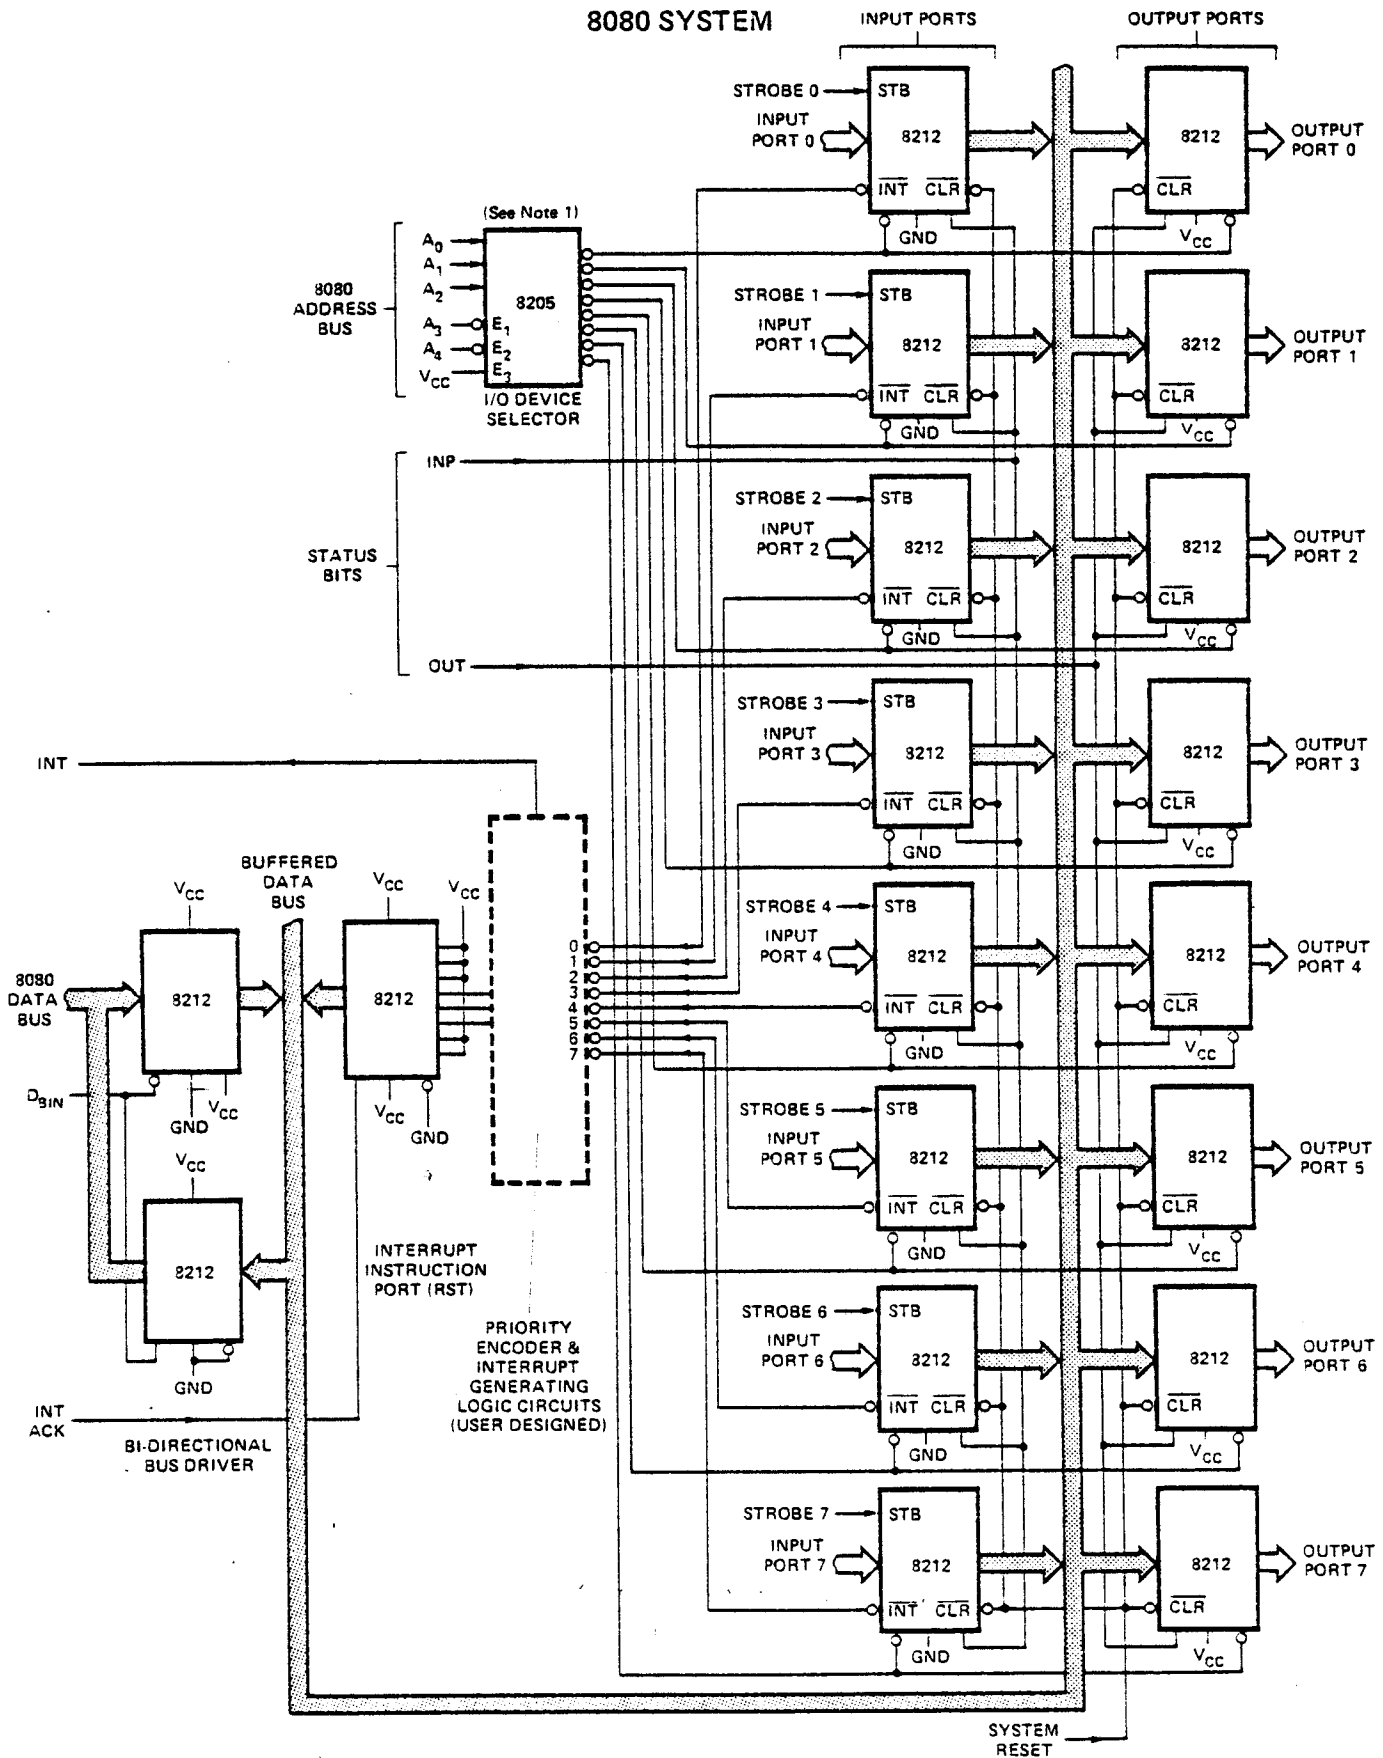 8080 SYSTEM
INPUT PORTS
OUTPUT PORTS
STROBE 0
STB
INPUT
PORT 0
8212
INT CLR
GND
8212
CLR
VCC
OUTPUT
PORT 0
(See Note 1)
8080
ADDRESS
BUS
A0
A1
A2
A3
A4
VCC
8205
E1
E2
E3
I/O DEVICE
SELECTOR
STROBE 1
STB
INPUT
PORT 1
8212
INT CLR
GND
8212
CLR
VCC
OUTPUT
PORT 1
STATUS
BITS
INP
OUT
STROBE 2
STB
INPUT
PORT 2
8212
INT CLR
GND
8212
CLR
VCC
OUTPUT
PORT 2
STROBE 3
STB
INPUT
PORT 3
8212
INT CLR
GND
8212
CLR
VCC
OUTPUT
PORT 3
INT
BUFFERED
DATA
BUS
VCC
VCC
VCC
8080
DATA
BUS
8212
8212
0
1
2
3
4
5
6
7
DBIN
GND
VCC
VCC
GND
STROBE 4
STB
INPUT
PORT 4
8212
INT CLR
GND
8212
CLR
VCC
OUTPUT
PORT 4
VCC
8212
GND
INTERRUPT
INSTRUCTION
PORT (RST)
PRIORITY
ENCODER &
INTERRUPT
GENERATING
LOGIC CIRCUITS
(USER DESIGNED)
INT
ACK
BI-DIRECTIONAL
BUS DRIVER
STROBE 5
STB
INPUT
PORT 5
8212
INT CLR
GND
8212
CLR
VCC
OUTPUT
PORT 5
STROBE 6
STB
INPUT
PORT 6
8212
INT CLR
GND
8212
CLR
VCC
OUTPUT
PORT 6
STROBE 7
STB
INPUT
PORT 7
8212
INT CLR
GND
8212
CLR
VCC
OUTPUT
PORT 7
SYSTEM
RESET